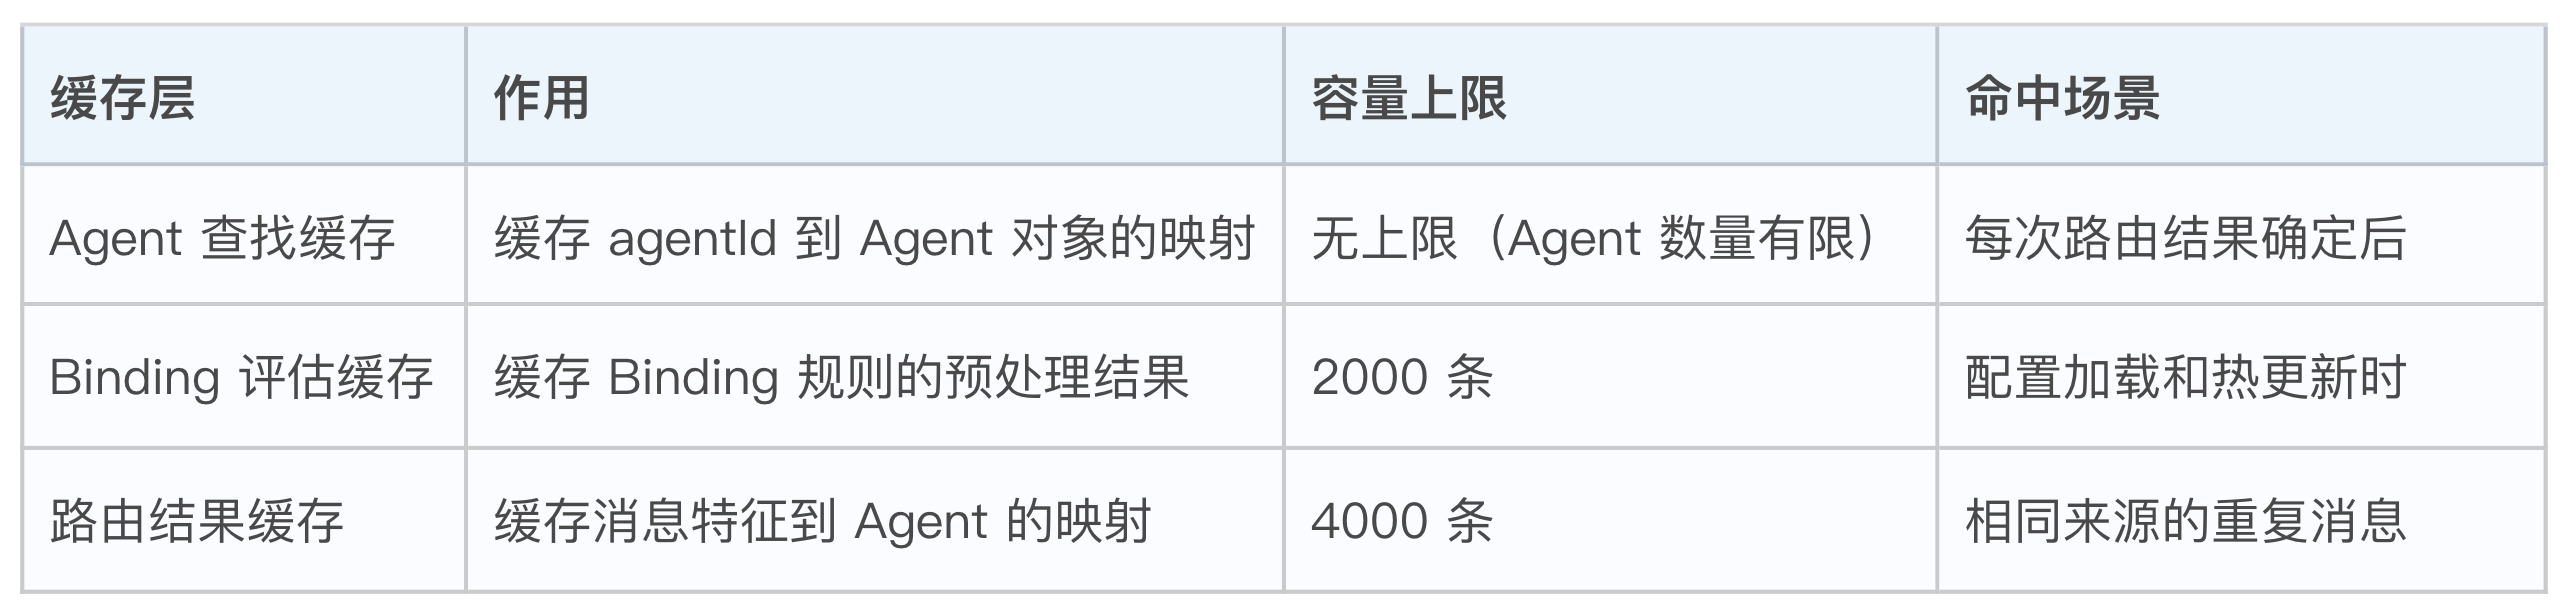 缓存层 作用 容量上限 命中场景
Agent 查找缓存 缓存 agentId 到 Agent 对象的映射 无上限（Agent 数量有限） 每次路由结果确定后
Binding 评估缓存 缓存 Binding 规则的预处理结果 2000 条 配置加载和热更新时
路由结果缓存 缓存消息特征到 Agent 的映射 4000 条 相同来源的重复消息